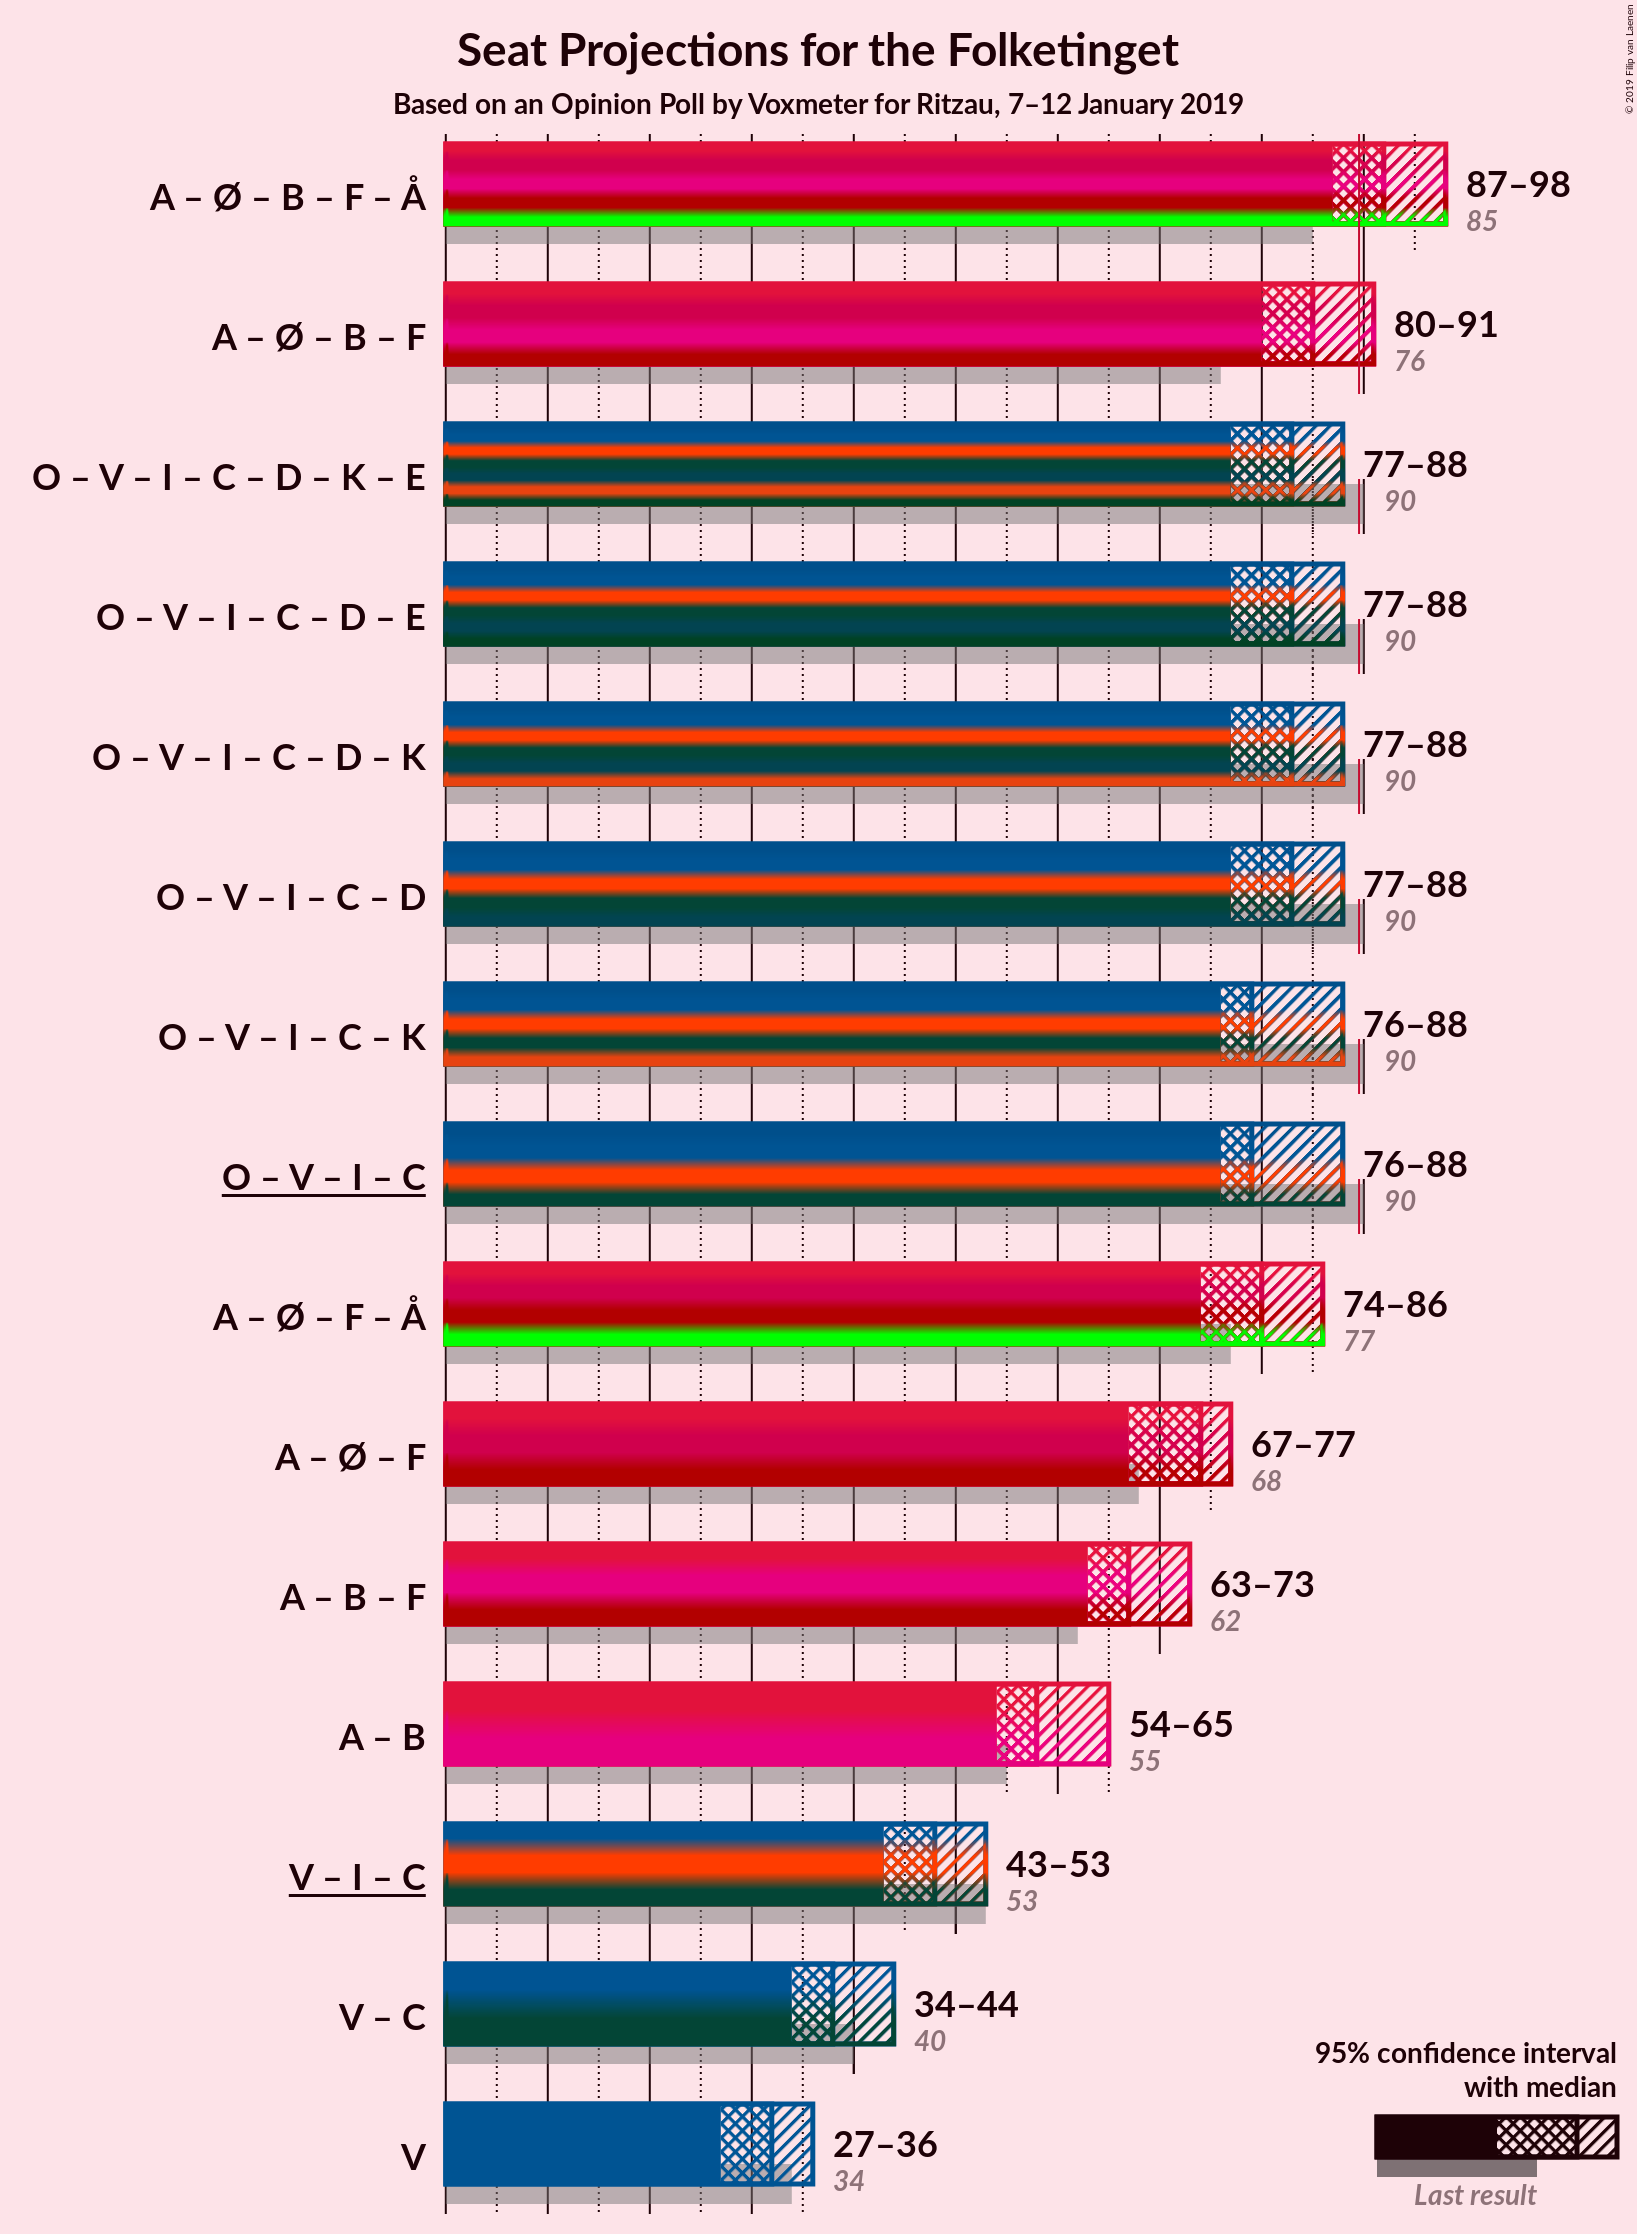 © 2019 Filip van Laenen
Seat Projections for the Folketinget
Based on an Opinion Poll by Voxmeter for Ritzau, 7–12 January 2019
A – Ø – B – F – Å
87–98
85
A – Ø – B – F
80–91
76
O – V – I – C – D – K – E
77–88
90
O – V – I – C – D – E
77–88
90
O – V – I – C – D – K
77–88
90
O – V – I – C – D
77–88
90
O – V – I – C – K
76–88
90
O – V – I – C
76–88
90
A – Ø – F – Å
74–86
77
A – Ø – F
67–77
68
A – B – F
63–73
62
A – B
54–65
55
V – I – C
43–53
53
V – C
34–44
40
V
27–36
34
95% confidence interval
with median
Last result